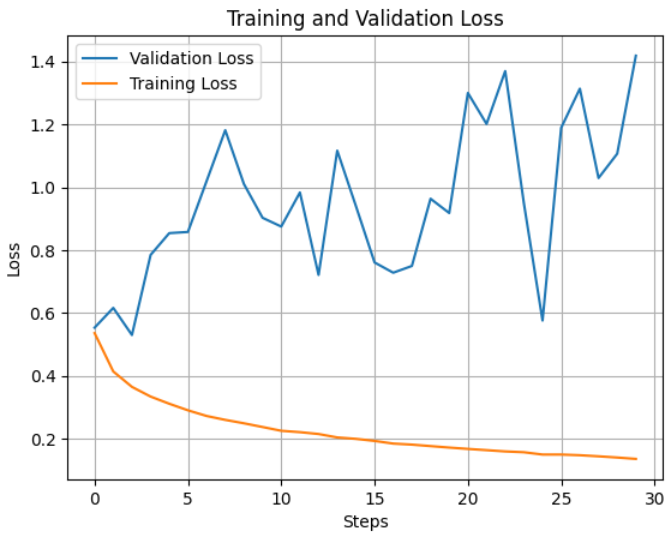 Training and Validation Loss
Validation Loss
Training Loss
1.4
1.2
1.0
0.8
0.6
0.4
0.2
Loss
0 5 10 15 20 25 30
Steps